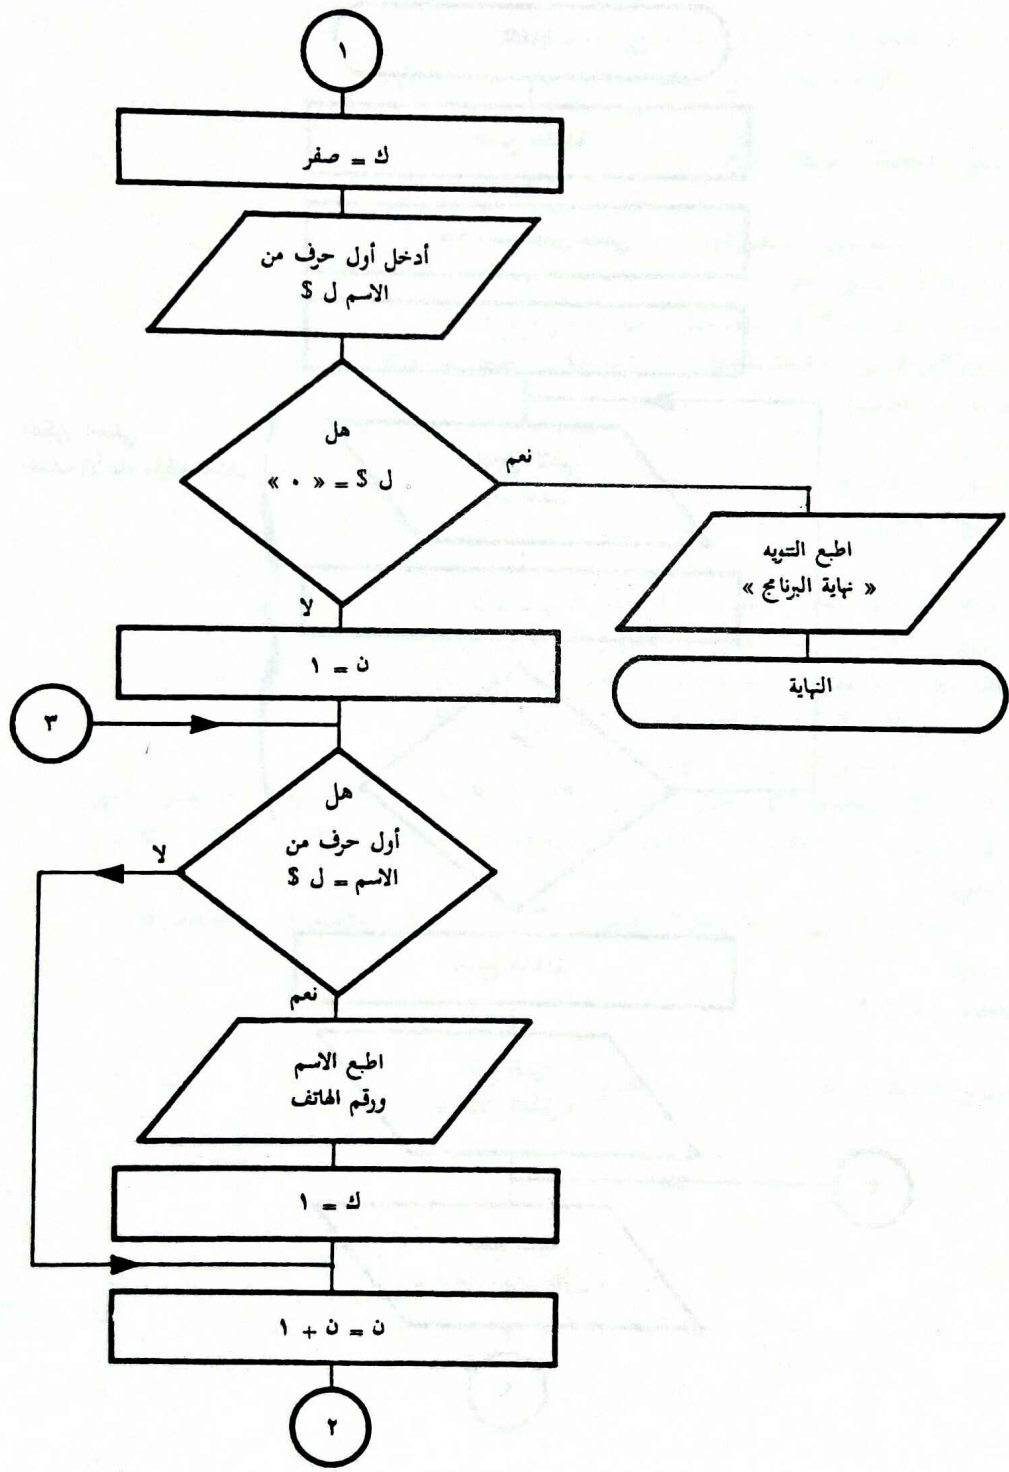 ١
ك = صفر
أدخل أول حرف من
الاسم ل $
هل
ل $ = « ٠ »
نعم
اطبع التنويه
« نهاية البرنامج »
النهاية
لا
ن = ١
٣
هل
أول حرف من
الاسم = ل $
لا
نعم
اطبع الاسم
ورقم الهاتف
ك = ١
ن = ن + ١
٢